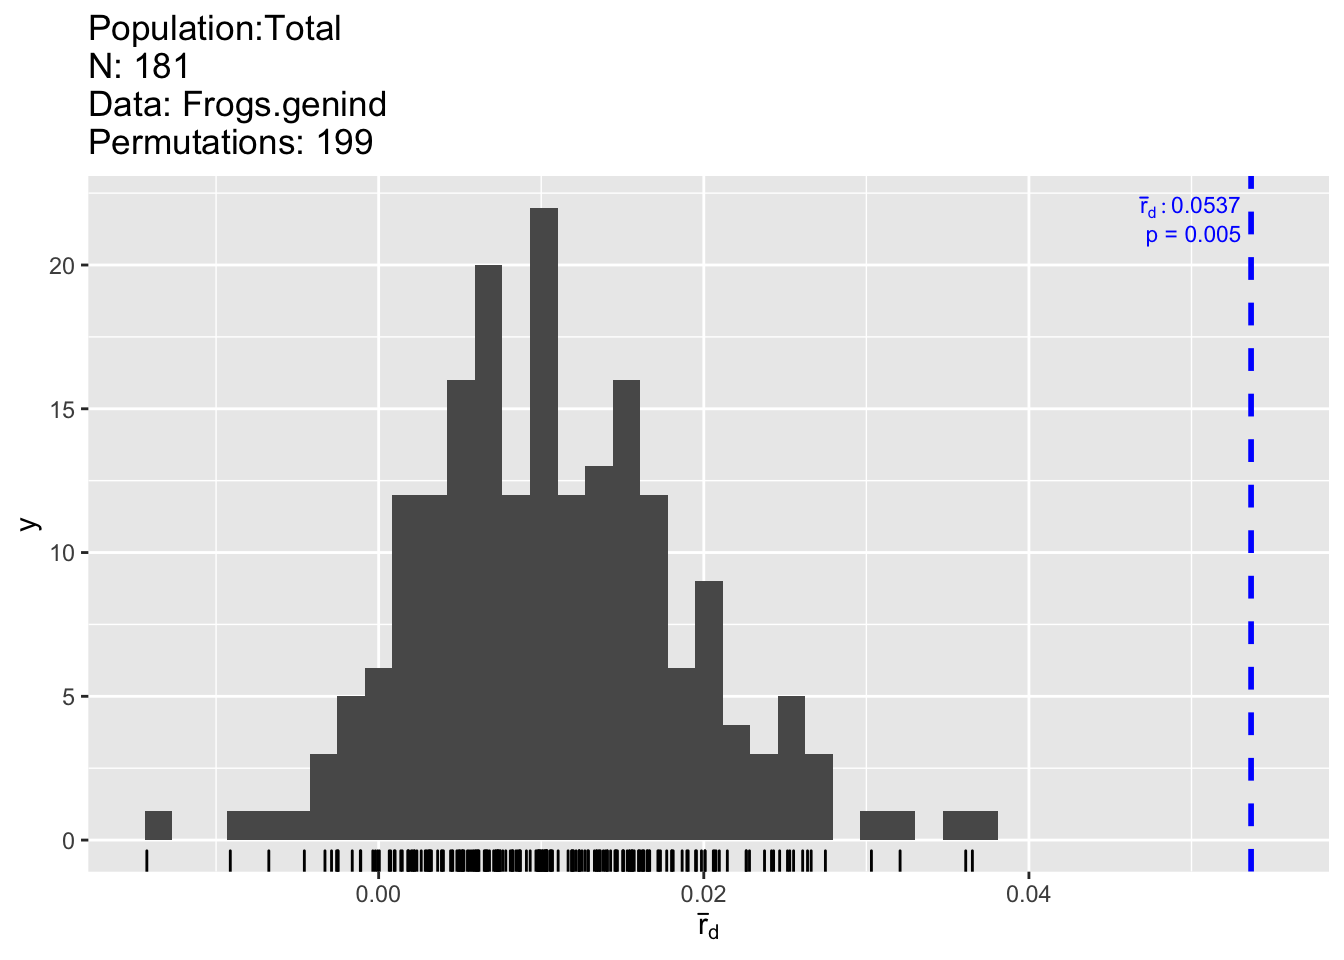 Population:Total
N: 181
Data: Frogs.genind
Permutations: 199
r̄d : 0.0537
p = 0.005
20
15
10
5
0
y
0.00 0.02 0.04
r̄d